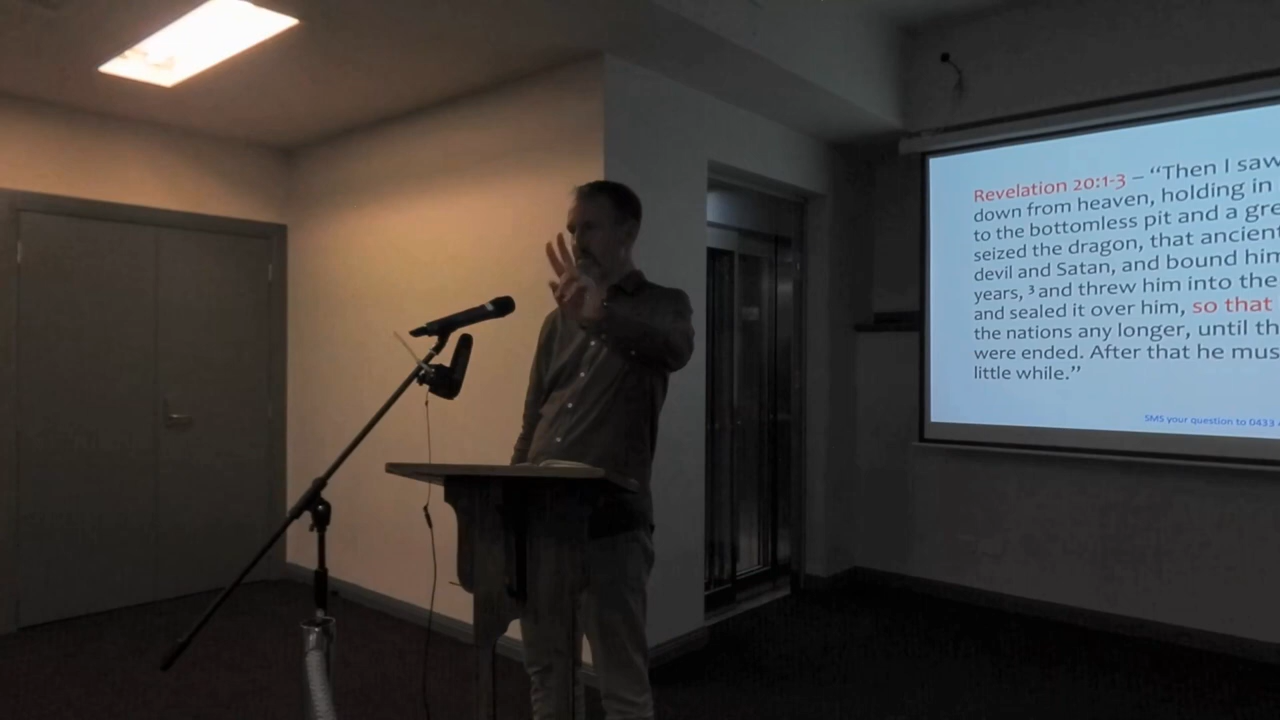 Revelation 20:1-3 – “Then I saw
down from heaven, holding in
to the bottomless pit and a gre
seized the dragon, that ancient
devil and Satan, and bound him
years, ³ and threw him into the
and sealed it over him, so that
the nations any longer, until th
were ended. After that he mus
little while.”
SMS your question to 0433